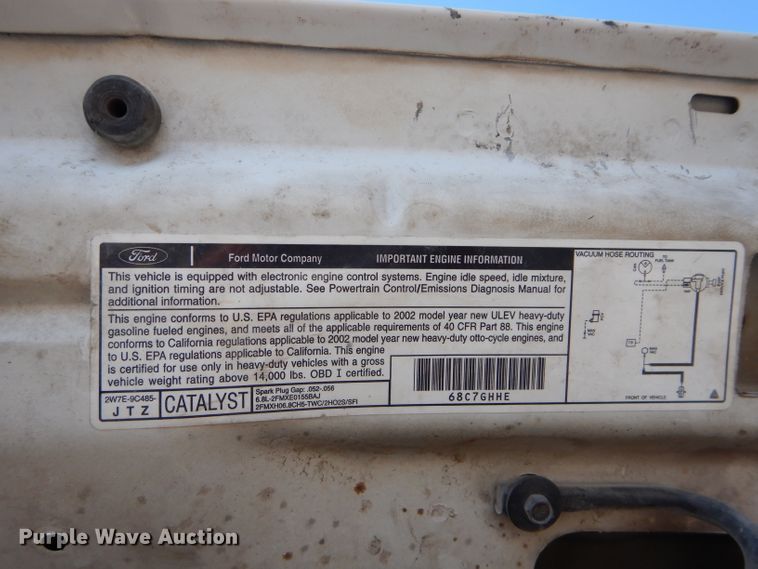 Ford
Ford Motor Company
IMPORTANT ENGINE INFORMATION
This vehicle is equipped with electronic engine control systems. Engine idle speed, idle mixture,
and ignition timing are not adjustable. See Powertrain Control/Emissions Diagnosis Manual for
additional information.
This engine conforms to U.S. EPA regulations applicable to 2002 model year new ULEV heavy-duty
gasoline fueled engines, and meets all of the applicable requirements of 40 CFR Part 88. This engine
conforms to California regulations applicable to 2002 model year new heavy-duty otto-cycle engines, and
to U.S. EPA regulations applicable to California. This engine
is certified for use only in heavy-duty vehicles with a gross
vehicle weight rating above 14,000 lbs. OBD I certified.
2W7E-9C485-
JTZ
CATALYST
Spark Plug Gap: .052-.056
6.8L-2FMXE0155BAJ
2FMXH06.8CH5-TWC/2HO2S/SFI
68C7GHHE
VACUUM HOSE ROUTING
TO
FUEL TANK
FRONT OF VEHICLE
Purple Wave Auction